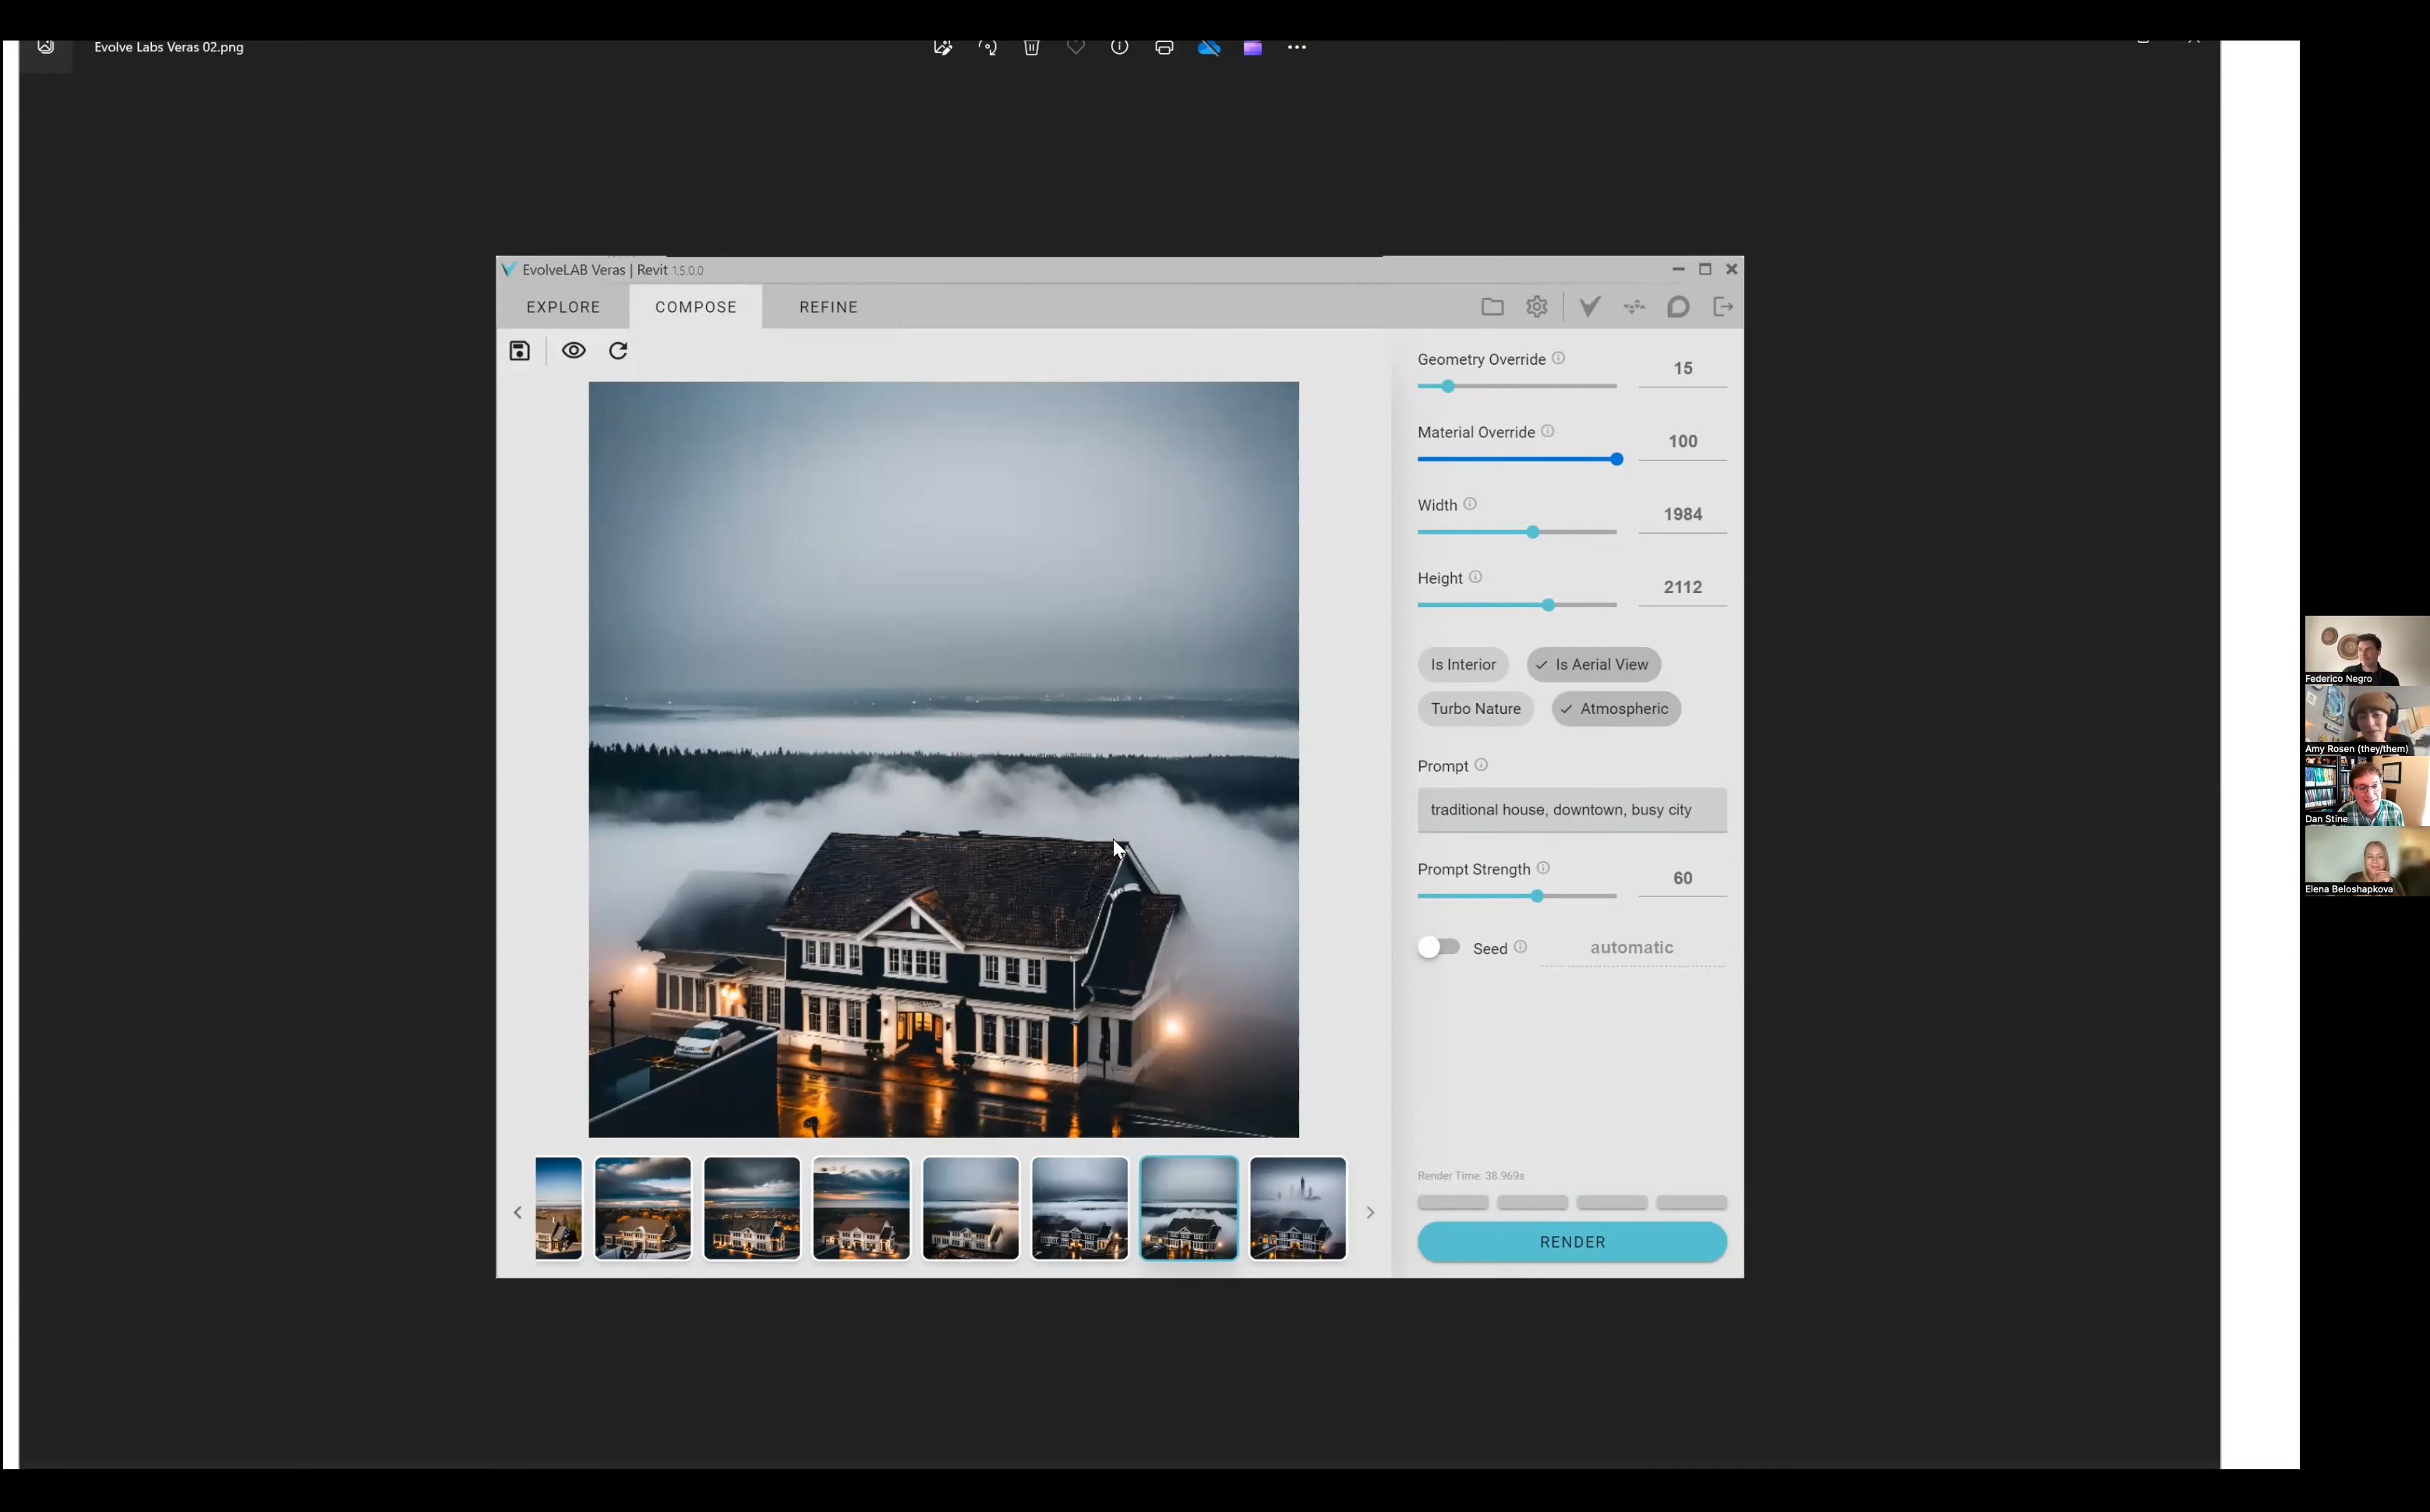 Evolve Labs Veras 02.png
EvolveLAB Veras | Revit 1.5.0.0
EXPLORE COMPOSE REFINE
Geometry Override 15
Material Override 100
Width 1984
Height 2112
Is Interior Is Aerial View
Turbo Nature Atmospheric
Prompt
traditional house, downtown, busy city
Prompt Strength 60
Seed automatic
Render Time: 38.969s
RENDER
Federico Negro
Amy Rosen (they/them)
Dan Stine
Elena Beloshapkova